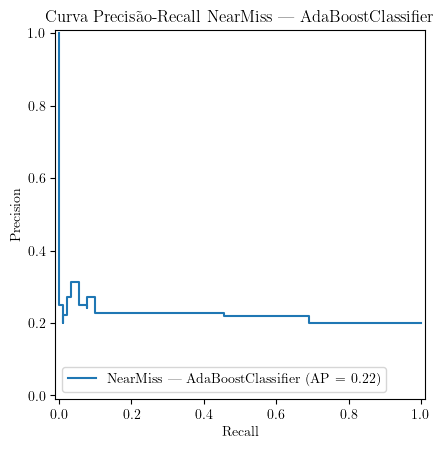 Curva Precisão-Recall NearMiss — AdaBoostClassifier
1.0
0.8
0.6
0.4
0.2
0.0
Precision
NearMiss — AdaBoostClassifier (AP = 0.22)
0.0 0.2 0.4 0.6 0.8 1.0
Recall